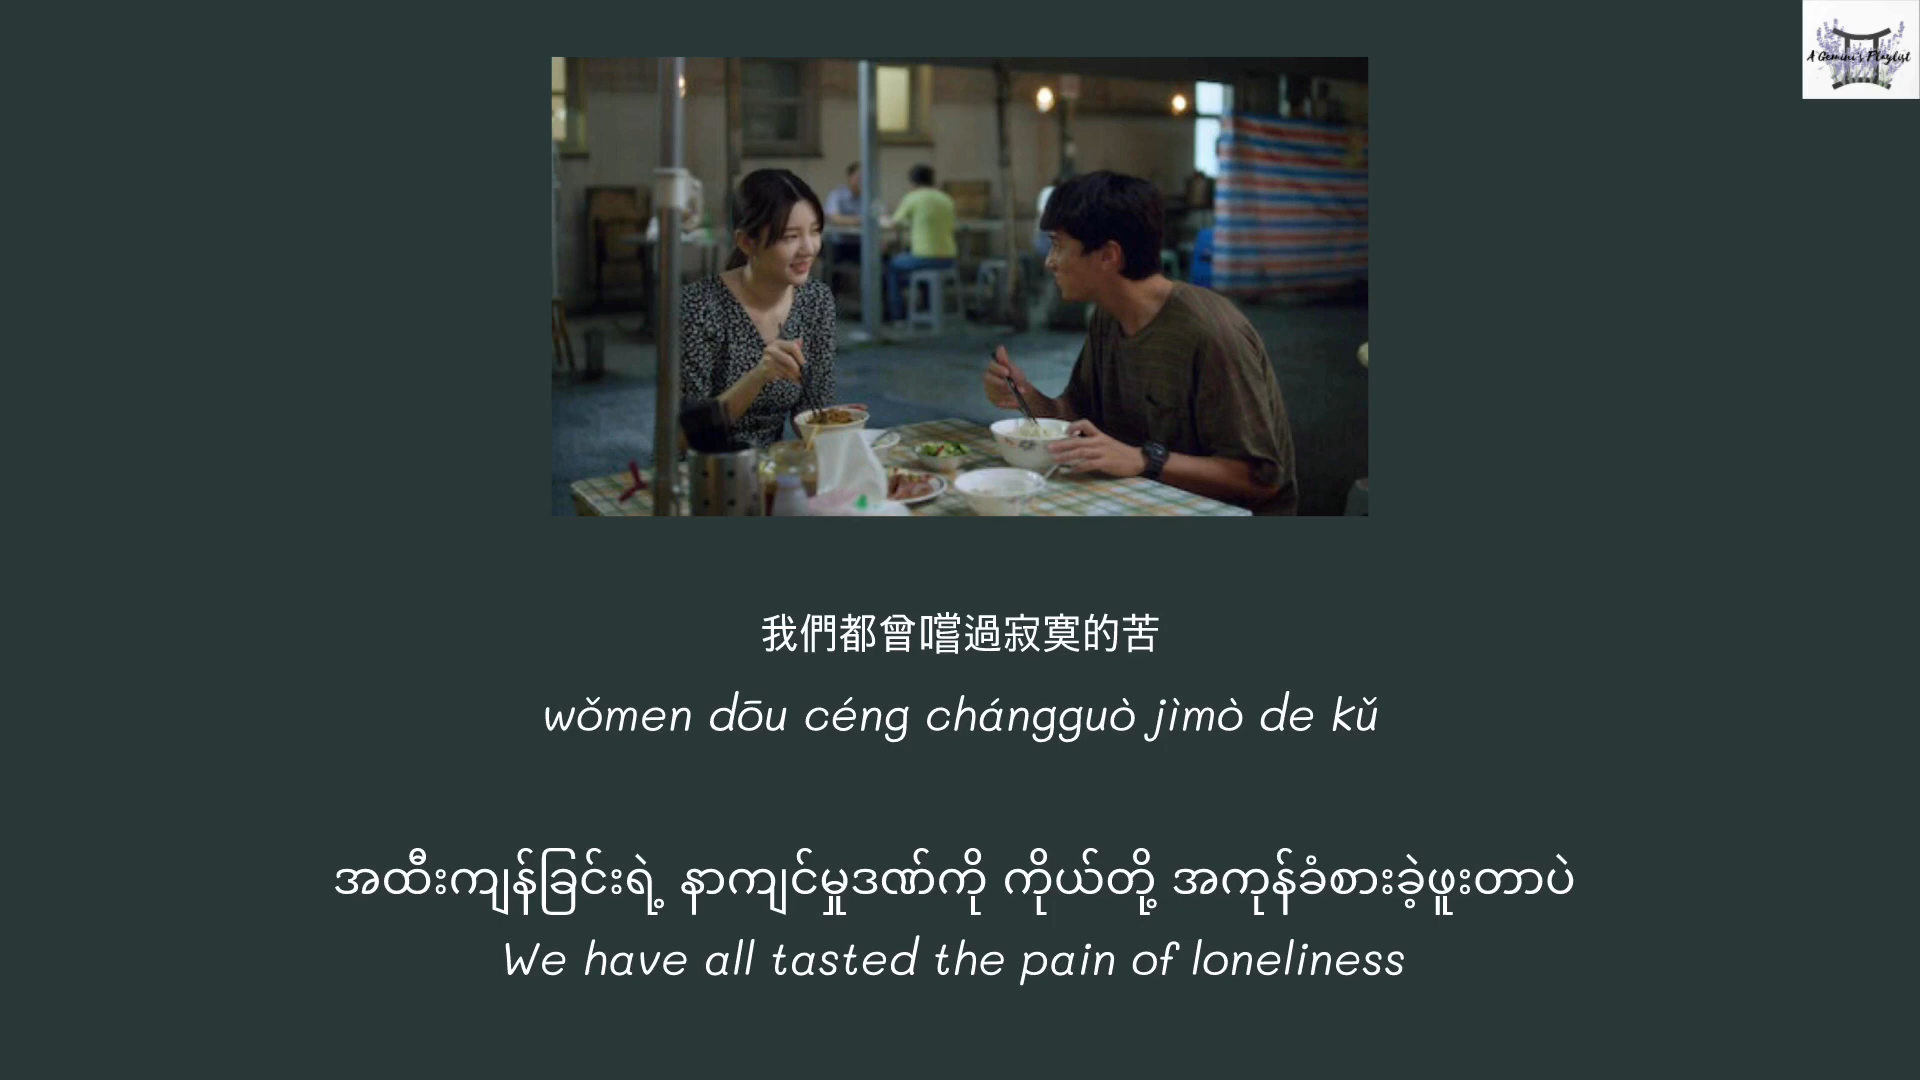 A Gemini's Playlist
我們都曾嚐過寂寞的苦
wǒmen dōu céng chángguò jìmò de kǔ
အထီးကျန်ခြင်းရဲ့ နာကျင်မှုဒဏ်ကို ကိုယ်တို့ အကုန်ခံစားခဲ့ဖူးတာပဲ
We have all tasted the pain of loneliness